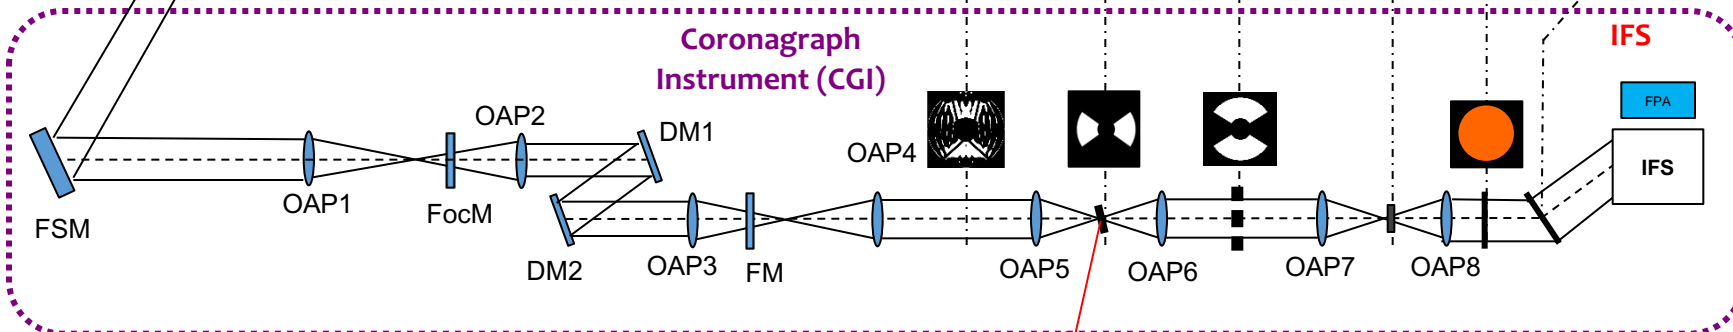 Coronagraph
Instrument (CGI)
IFS
FPA
OAP2
DM1
OAP4
IFS
OAP1
FocM
FSM
DM2
OAP3
FM
OAP5
OAP6
OAP7
OAP8